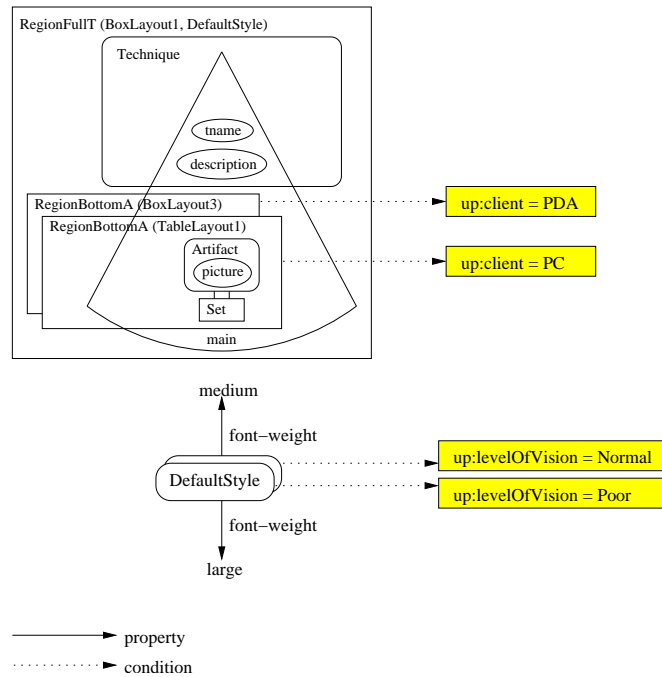 RegionFullT (BoxLayout1, DefaultStyle)
Technique
tname
description
RegionBottomA (BoxLayout3)
up:client = PDA
RegionBottomA (TableLayout1)
Artifact
up:client = PC
picture
Set
main
medium
font−weight
up:levelOfVision = Normal
DefaultStyle
up:levelOfVision = Poor
font−weight
large
property
condition